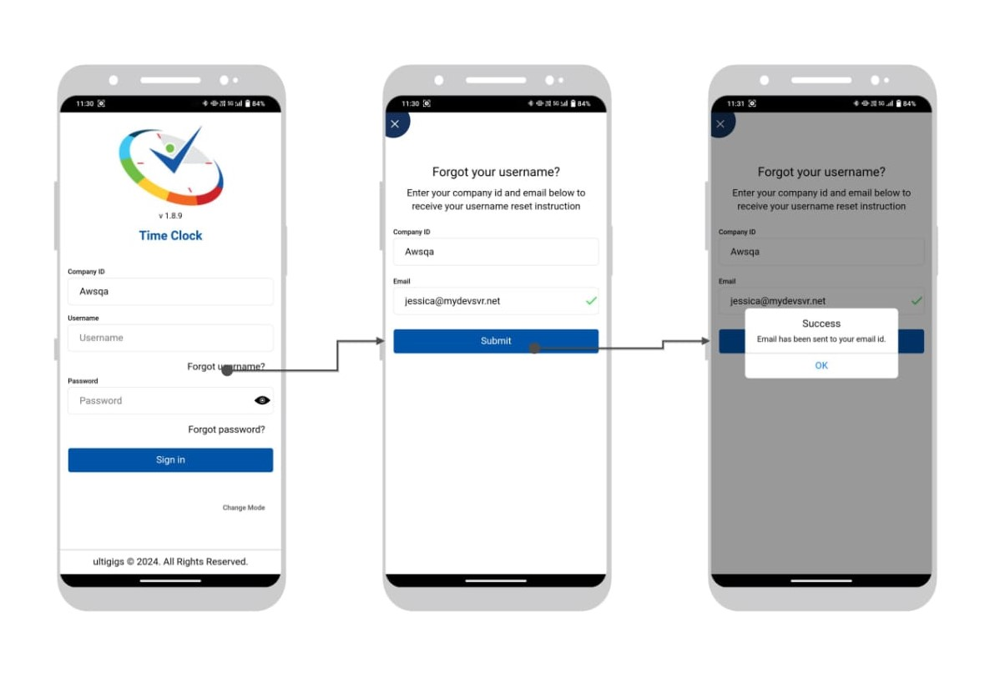 11:30
84%
v 1.8.9
Time Clock
Company ID
Awsqa
Username
Username
Forgot username?
Password
Password
Forgot password?
Sign in
Change Mode
ultigigs © 2024. All Rights Reserved.
11:30
84%
Forgot your username?
Enter your company id and email below to
receive your username reset instruction
Company ID
Awsqa
Email
jessica@mydevsvr.net
Submit
11:31
84%
Forgot your username?
Enter your company id and email below to
receive your username reset instruction
Company ID
Awsqa
Email
jessica@mydevsvr.net
Success
Email has been sent to your email id.
OK